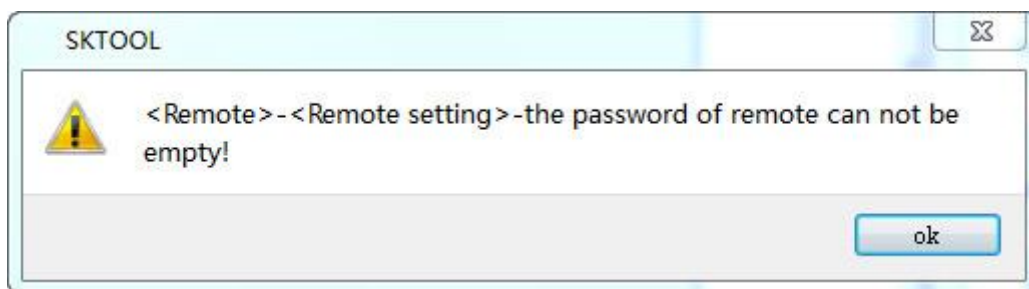 SKTOOL
<Remote>-<Remote setting>-the password of remote can not be
empty!
ok